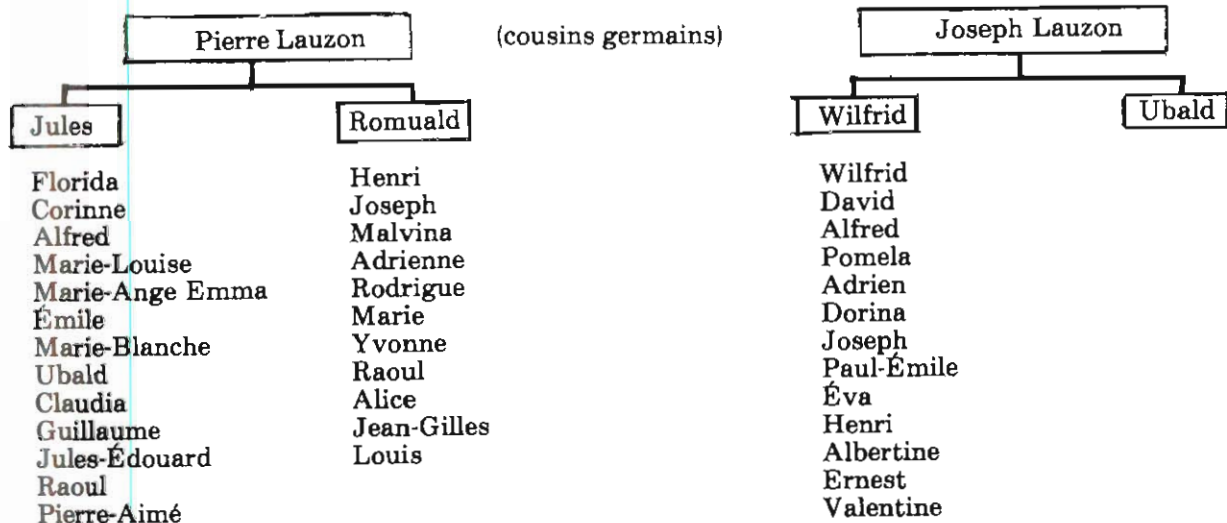 Pierre Lauzon (cousins germains) Joseph Lauzon
Jules Romuald Wilfrid Ubald
Florida
Corinne
Alfred
Marie-Louise
Marie-Ange Emma
Émile
Marie-Blanche
Ubald
Claudia
Guillaume
Jules-Édouard
Raoul
Pierre-Aimé
Henri
Joseph
Malvina
Adrienne
Rodrigue
Marie
Yvonne
Raoul
Alice
Jean-Gilles
Louis
Wilfrid
David
Alfred
Pomela
Adrien
Dorina
Joseph
Paul-Émile
Éva
Henri
Albertine
Ernest
Valentine